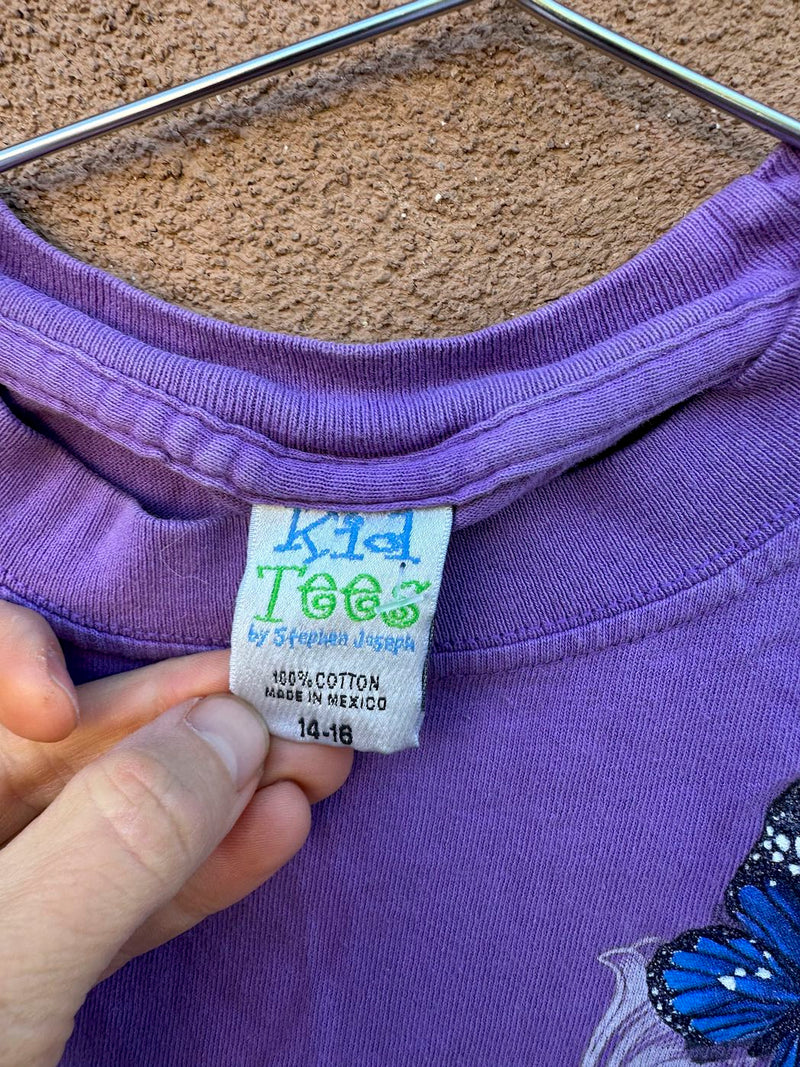 Kid
Tees
by Stephen Joseph
100% COTTON
MADE IN MEXICO
14-16